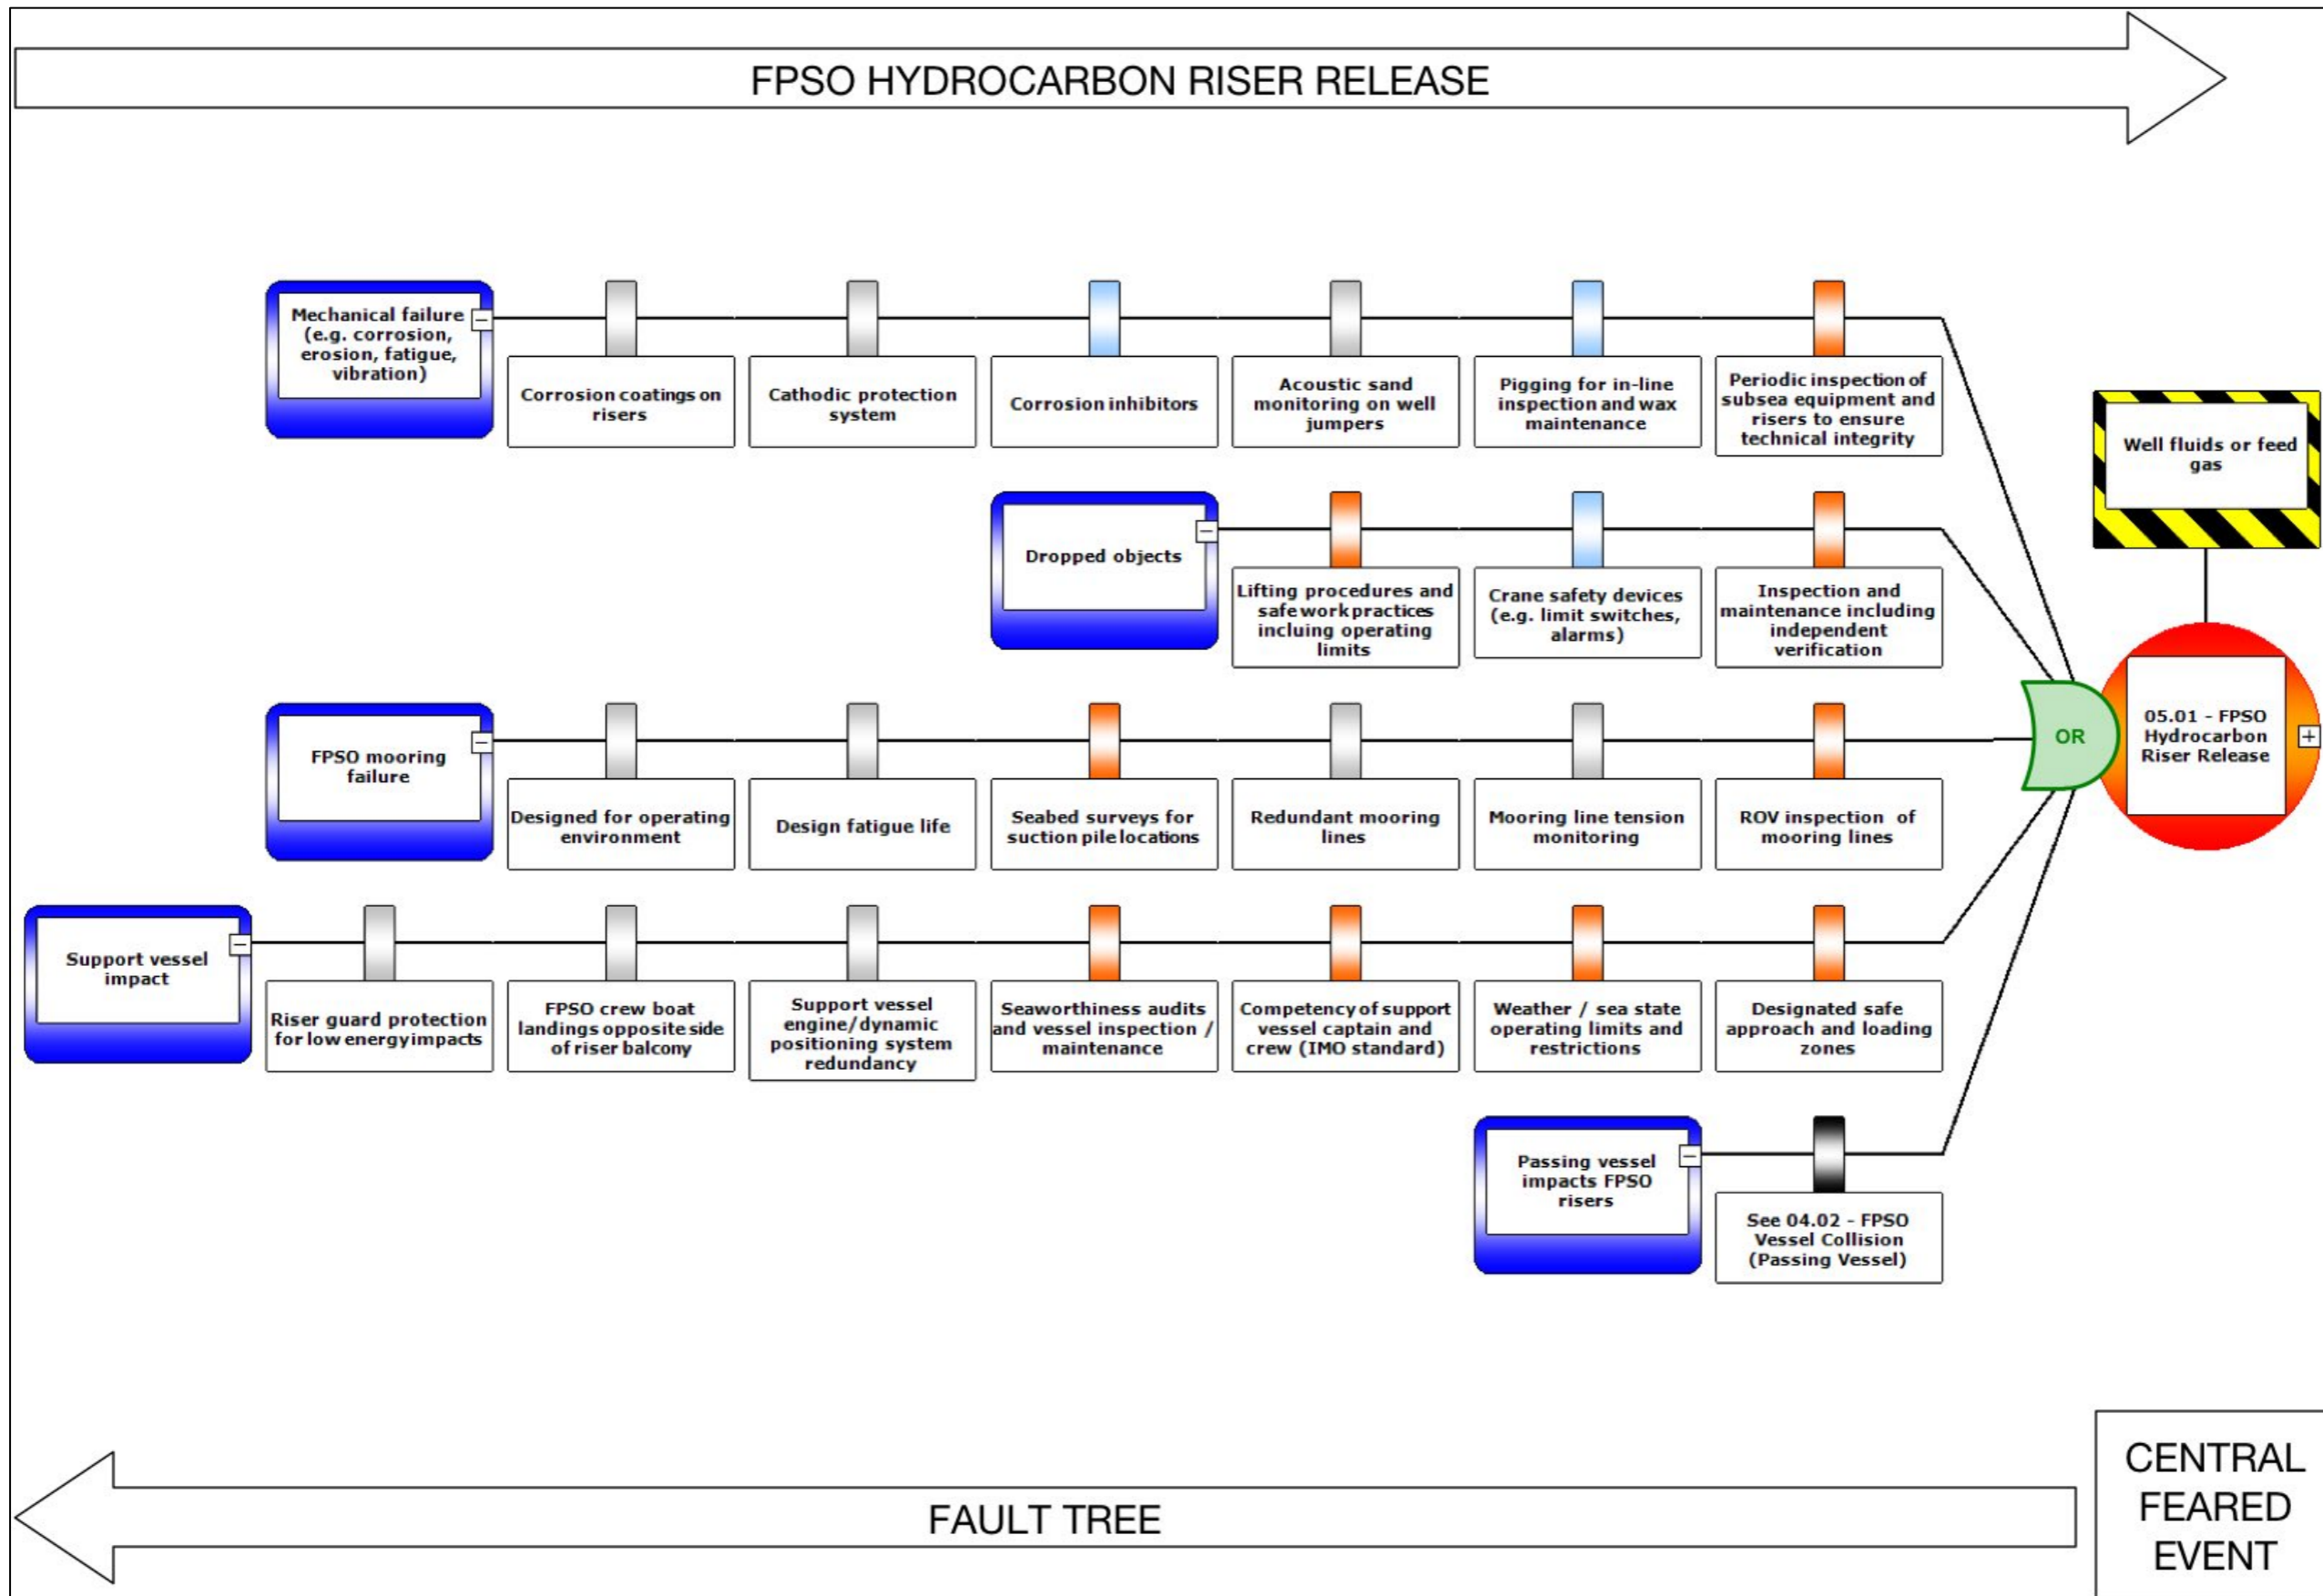 FPSO HYDROCARBON RISER RELEASE
Mechanical failure
(e.g. corrosion,
erosion, fatigue,
vibration)
Corrosion coatings on
risers
Cathodic protection
system
Corrosion inhibitors
Acoustic sand
monitoring on well
jumpers
Pigging for in-line
inspection and wax
maintenance
Periodic inspection of
subsea equipment and
risers to ensure
technical integrity
Well fluids or feed
gas
Dropped objects
Lifting procedures and
safe work practices
incluing operating
limits
Crane safety devices
(e.g. limit switches,
alarms)
Inspection and
maintenance including
independent
verification
OR
05.01 - FPSO
Hydrocarbon
Riser Release
FPSO mooring
failure
Designed for operating
environment
Design fatigue life
Seabed surveys for
suction pile locations
Redundant mooring
lines
Mooring line tension
monitoring
ROV inspection of
mooring lines
Support vessel
impact
Riser guard protection
for low energy impacts
FPSO crew boat
landings opposite side
of riser balcony
Support vessel
engine/dynamic
positioning system
redundancy
Seaworthiness audits
and vessel inspection /
maintenance
Competency of support
vessel captain and
crew (IMO standard)
Weather / sea state
operating limits and
restrictions
Designated safe
approach and loading
zones
Passing vessel
impacts FPSO
risers
See 04.02 - FPSO
Vessel Collision
(Passing Vessel)
FAULT TREE
CENTRAL
FEARED
EVENT